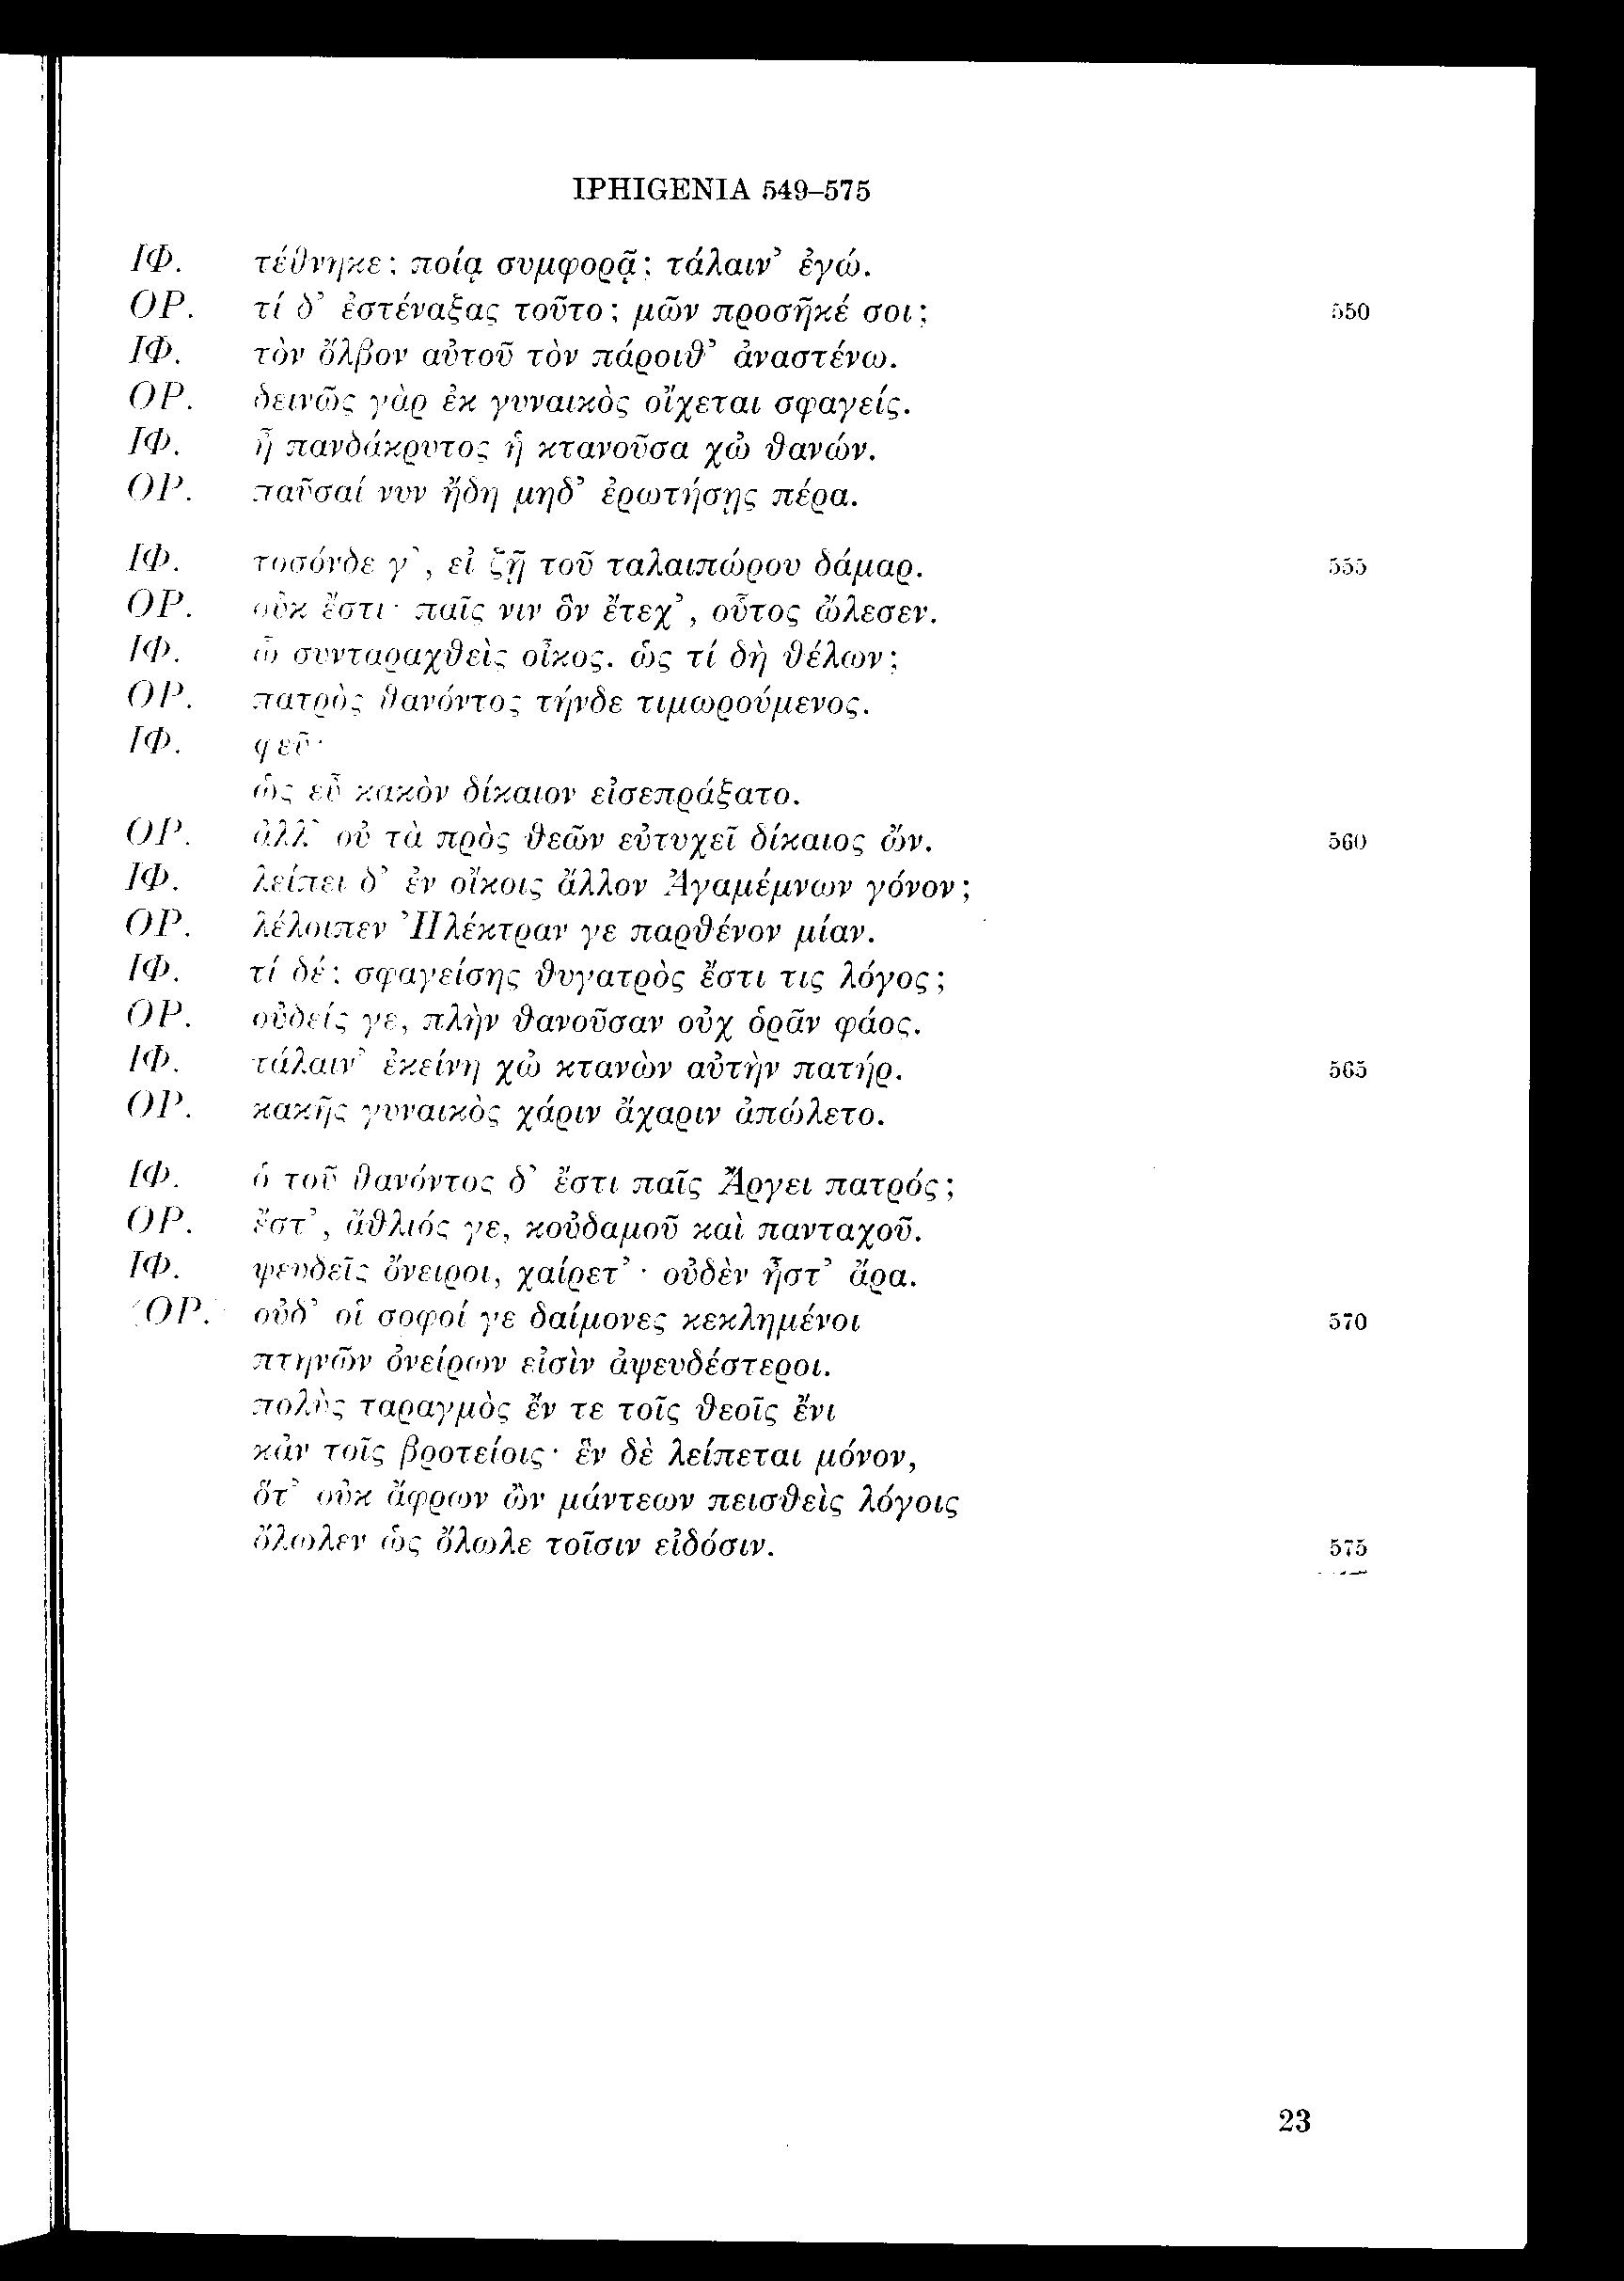 IPHIGENIA 549–575
ΙΦ. τέθνηκε; ποίᾳ συμφορᾷ; τάλαιν’ ἐγώ.
ΟΡ. τί δ’ ἐστέναξας τοῦτο; μῶν προσῆκέ σοι; 550
ΙΦ. τὸν ὄλβον αὐτοῦ τὸν πάροιθ’ ἀναστένω.
ΟΡ. δεινῶς γὰρ ἐκ γυναικὸς οἴχεται σφαγείς.
ΙΦ. ἦ πανδάκρυτος ἡ κτανοῦσα χὠ θανών.
ΟΡ. παῦσαί νυν ἤδη μηδ’ ἐρωτήσῃς πέρα.
ΙΦ. τοσόνδε γ’, εἰ ζῇ τοῦ ταλαιπώρου δάμαρ. 555
ΟΡ. οὐκ ἔστι· παῖς νιν ὃν ἔτεχ’, οὗτος ὤλεσεν.
ΙΦ. ὦ συνταραχθεὶς οἶκος. ὡς τί δὴ θέλων;
ΟΡ. πατρὸς θανόντος τήνδε τιμωρούμενος.
ΙΦ. φεῦ·
ὡς εὖ κακὸν δίκαιον εἰσεπράξατο.
ΟΡ. ἀλλ’ οὐ τὰ πρὸς θεῶν εὐτυχεῖ δίκαιος ὤν. 560
ΙΦ. λείπει δ’ ἐν οἴκοις ἄλλον Ἀγαμέμνων γόνον;
ΟΡ. λέλοιπεν Ἠλέκτραν γε παρθένον μίαν.
ΙΦ. τί δέ; σφαγείσης θυγατρὸς ἔστι τις λόγος;
ΟΡ. οὐδείς γε, πλὴν θανοῦσαν οὐχ ὁρᾶν φάος.
ΙΦ. τάλαιν’ ἐκείνη χὠ κτανὼν αὐτὴν πατήρ. 565
ΟΡ. κακῆς γυναικὸς χάριν ἄχαριν ἀπώλετο.
ΙΦ. ὁ τοῦ θανόντος δ’ ἔστι παῖς Ἄργει πατρός;
ΟΡ. ἔστ’, ἄθλιός γε, κοὐδαμοῦ καὶ πανταχοῦ.
ΙΦ. ψευδεῖς ὄνειροι, χαίρετ’· οὐδὲν ἦστ’ ἄρα.
ΟΡ. οὐδ’ οἱ σοφοί γε δαίμονες κεκλημένοι 570
πτηνῶν ὀνείρων εἰσὶν ἀψευδέστεροι.
πολὺς ταραγμὸς ἔν τε τοῖς θεοῖς ἔνι
κἀν τοῖς βροτείοις· ἓν δὲ λείπεται μόνον,
ὅτ’ οὐκ ἄφρων ὢν μάντεων πεισθεὶς λόγοις
ὄλωλεν ὡς ὄλωλε τοῖσιν εἰδόσιν. 575
23